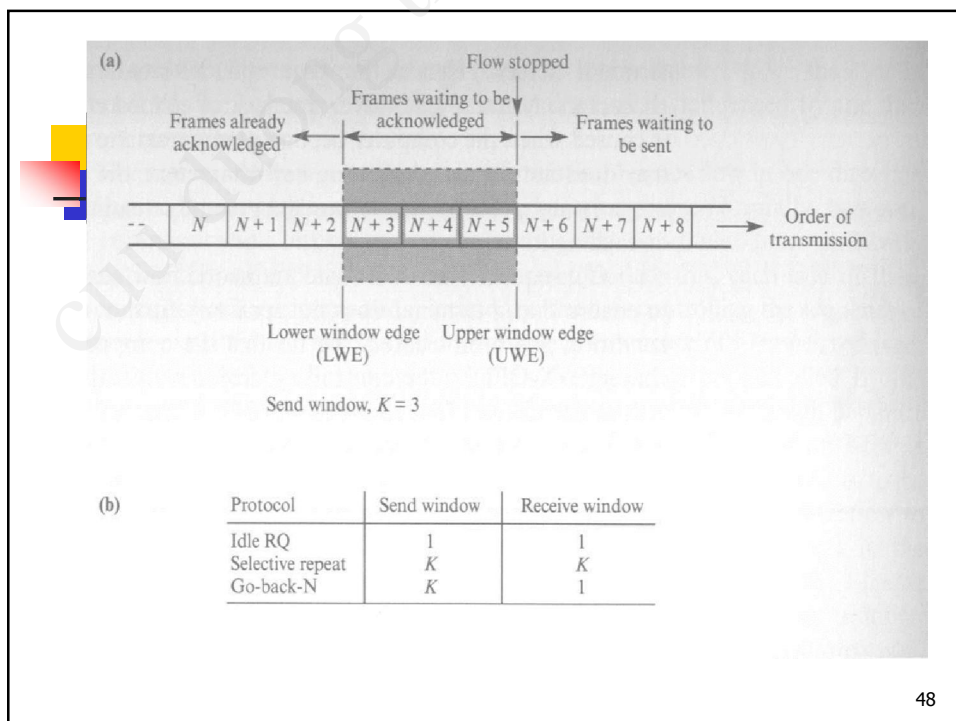 cuu duong
(a)
Flow stopped
Frames already
acknowledged
Frames waiting to be
acknowledged
Frames waiting to
be sent
-- N N + 1 N + 2 N + 3 N + 4 N + 5 N + 6 N + 7 N + 8
Order of
transmission
Lower window edge
(LWE)
Upper window edge
(UWE)
Send window, K = 3
(b)
Protocol Send window Receive window
Idle RQ 1 1
Selective repeat K K
Go-back-N K 1
48